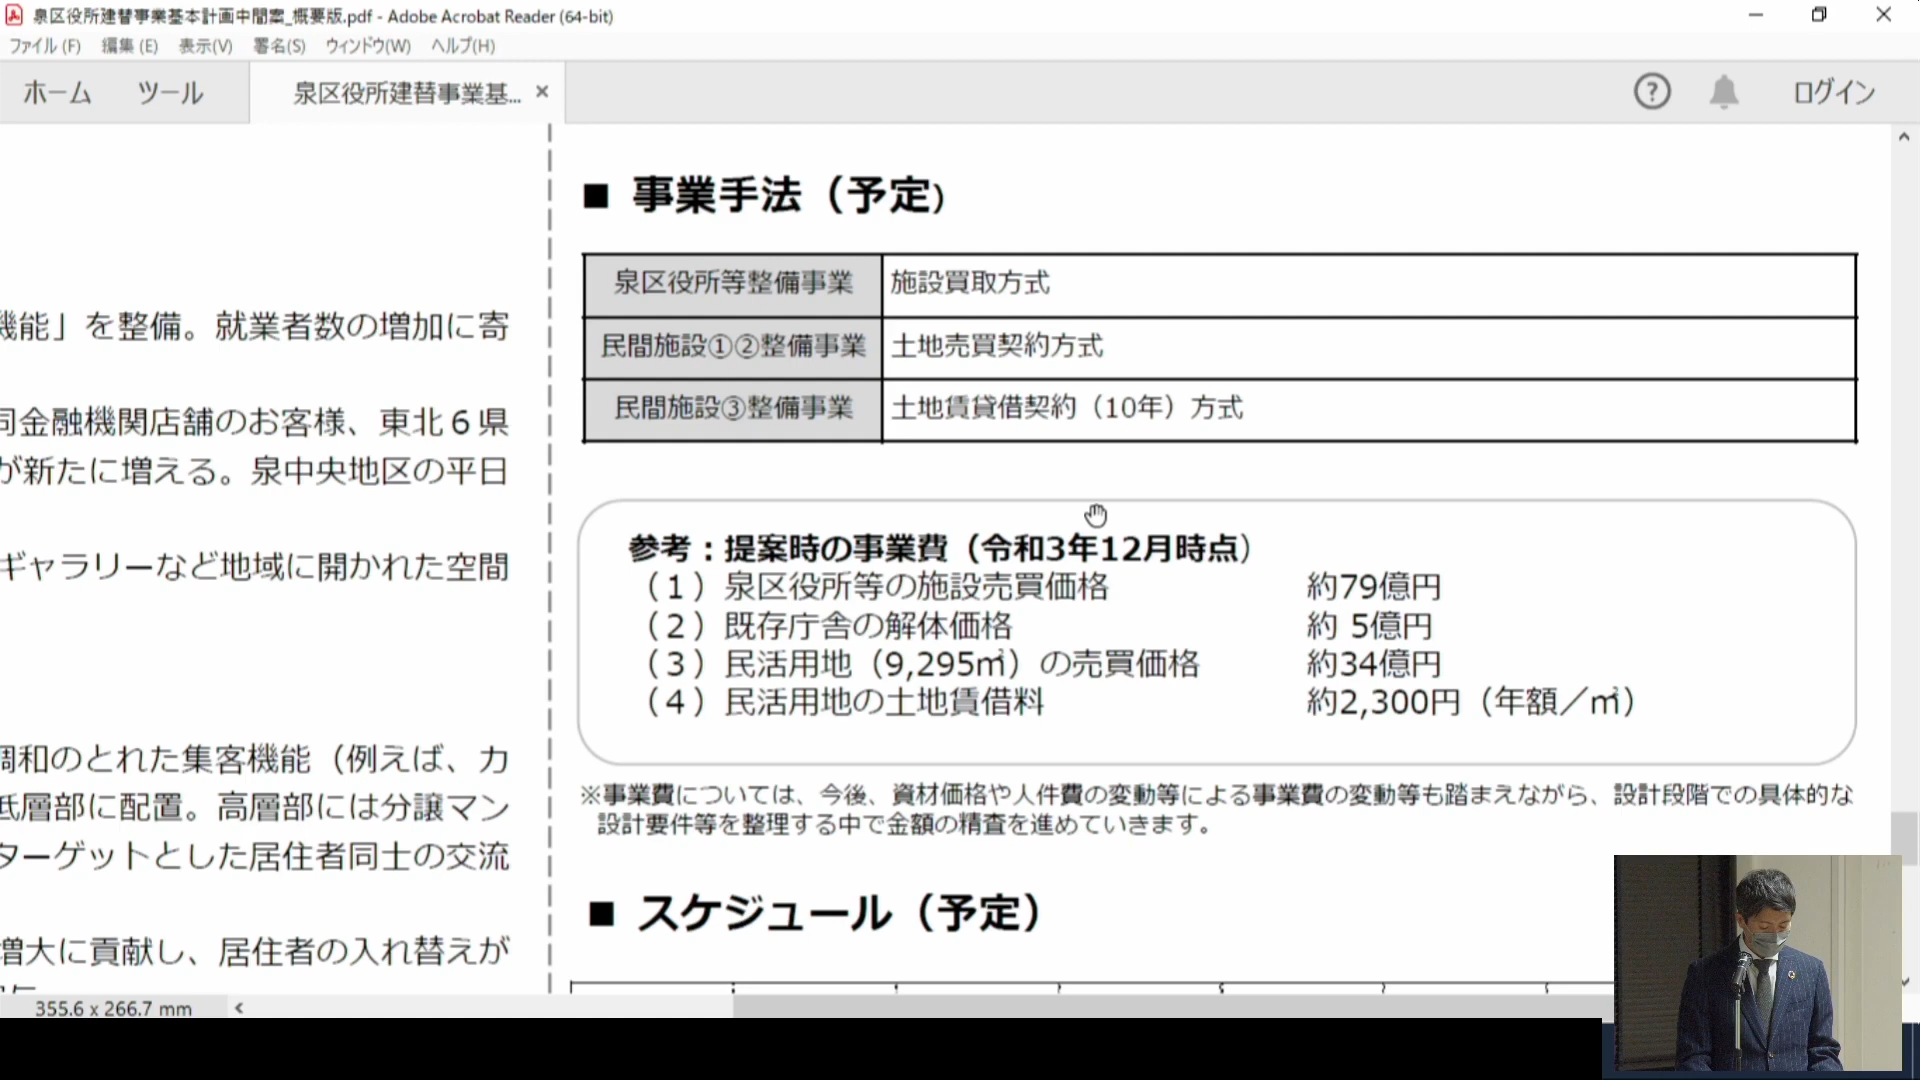 泉区役所建替事業基本計画中間案_概要版.pdf - Adobe Acrobat Reader (64-bit)
ファイル(F) 編集(E) 表示(V) 署名(S) ウィンドウ(W) ヘルプ(H)
ホーム ツール 泉区役所建替事業基... × ? ログイン
機能」を整備。就業者数の増加に寄
同金融機関店舗のお客様、東北６県
が新たに増える。泉中央地区の平日
ギャラリーなど地域に開かれた空間
調和のとれた集客機能（例えば、カ
低層部に配置。高層部には分譲マン
ターゲットとした居住者同士の交流
増大に貢献し、居住者の入れ替えが
■ 事業手法（予定）
泉区役所等整備事業 施設買取方式
民間施設①②整備事業 土地売買契約方式
民間施設③整備事業 土地賃貸借契約（10年）方式
参考：提案時の事業費（令和3年12月時点）
（１）泉区役所等の施設売買価格 約79億円
（２）既存庁舎の解体価格 約 5億円
（３）民活用地（9,295㎡）の売買価格 約34億円
（４）民活用地の土地賃借料 約2,300円（年額／㎡）
※事業費については、今後、資材価格や人件費の変動等による事業費の変動等も踏まえながら、設計段階での具体的な
設計要件等を整理する中で金額の精査を進めていきます。
■ スケジュール（予定）
355.6 x 266.7 mm